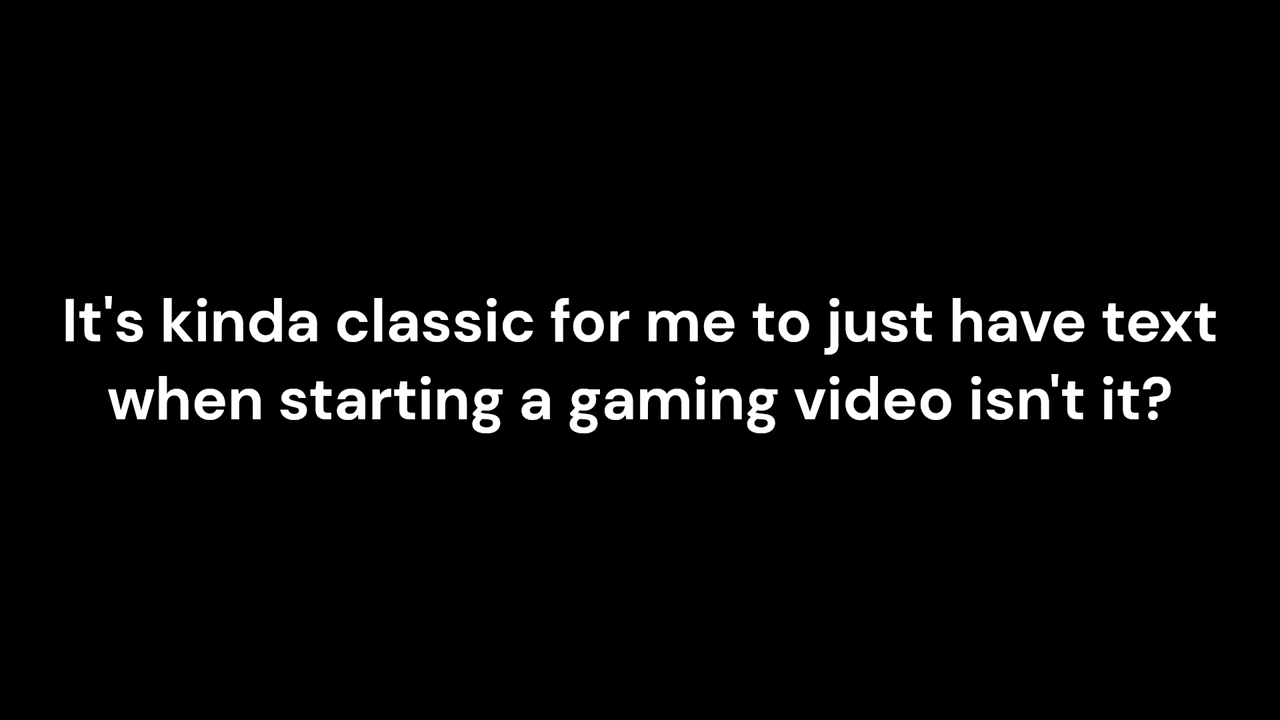 It's kinda classic for me to just have text
when starting a gaming video isn't it?